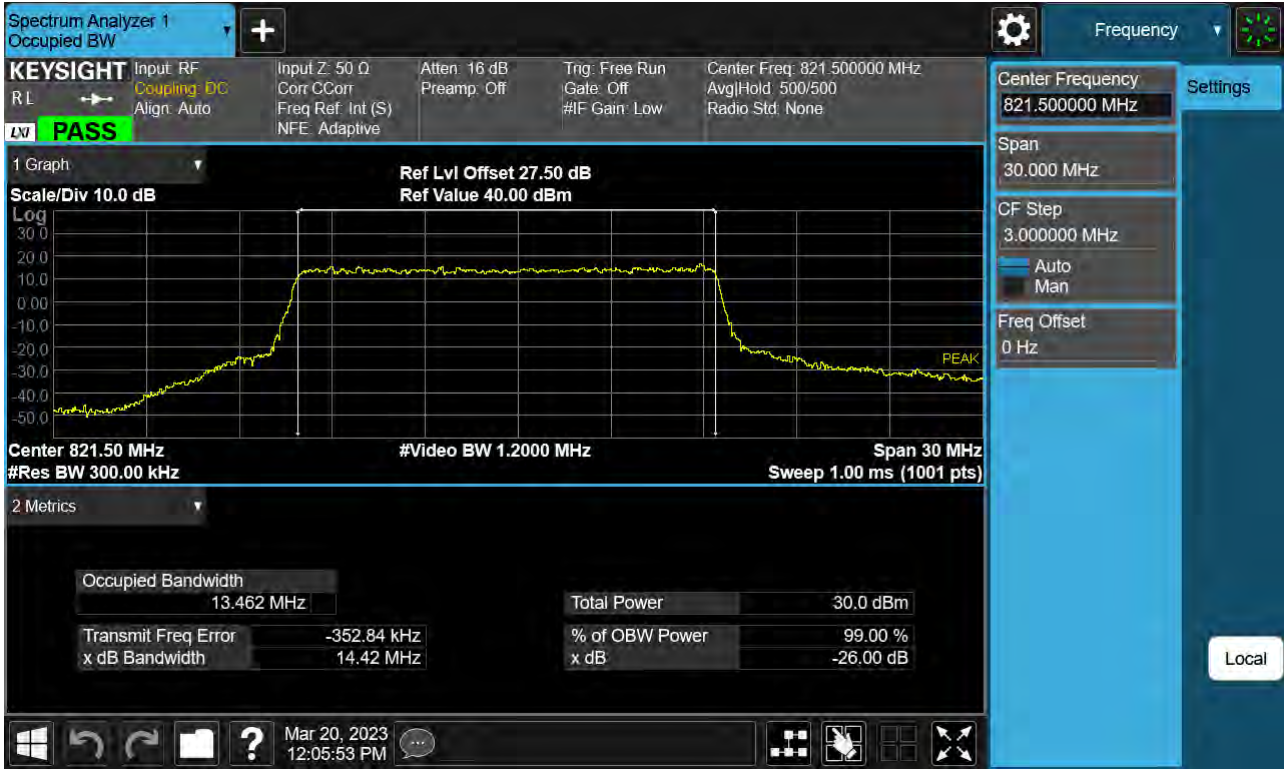 Spectrum Analyzer 1
Occupied BW
Frequency
KEYSIGHT
RL
LXI
PASS
Input: RF
Coupling: DC
Align: Auto
Input Z: 50 Ω
Corr CCorr
Freq Ref: Int (S)
NFE: Adaptive
Atten: 16 dB
Preamp: Off
Trig: Free Run
Gate: Off
#IF Gain: Low
Center Freq: 821.500000 MHz
Avg|Hold: 500/500
Radio Std: None
1 Graph
Scale/Div 10.0 dB
Ref Lvl Offset 27.50 dB
Ref Value 40.00 dBm
Log
30.0
20.0
10.0
0.00
-10.0
-20.0
-30.0
-40.0
-50.0
PEAK
Center 821.50 MHz
#Video BW 1.2000 MHz
Span 30 MHz
#Res BW 300.00 kHz
Sweep 1.00 ms (1001 pts)
2 Metrics
Occupied Bandwidth
13.462 MHz
Transmit Freq Error -352.84 kHz
x dB Bandwidth 14.42 MHz
Total Power 30.0 dBm
% of OBW Power 99.00 %
x dB -26.00 dB
Center Frequency
821.500000 MHz
Span
30.000 MHz
CF Step
3.000000 MHz
Auto
Man
Freq Offset
0 Hz
Settings
Local
?
Mar 20, 2023
12:05:53 PM